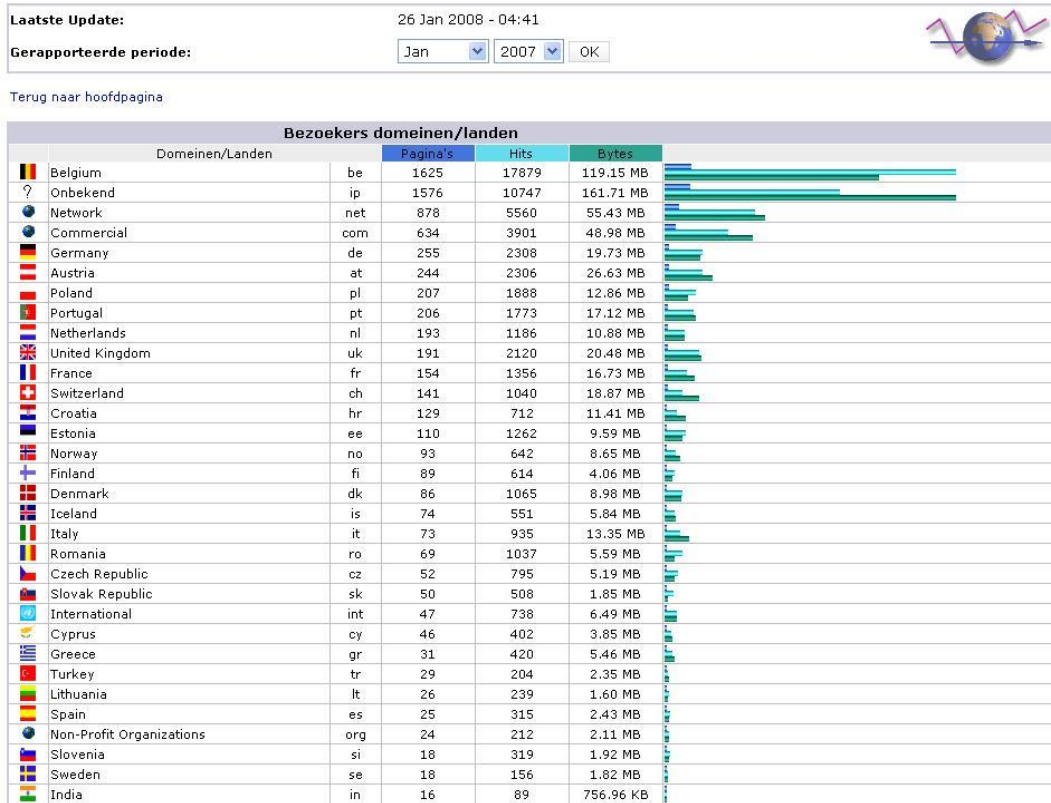 Laatste Update: 26 Jan 2008 - 04:41
Gerapporteerde periode: Jan 2007 OK
Terug naar hoofdpagina
Bezoekers domeinen/landen
Domeinen/Landen Pagina's Hits Bytes
Belgium be 1625 17879 119.15 MB
? Onbekend ip 1576 10747 161.71 MB
Network net 878 5560 55.43 MB
Commercial com 634 3901 48.98 MB
Germany de 255 2308 19.73 MB
Austria at 244 2306 26.63 MB
Poland pl 207 1888 12.86 MB
Portugal pt 206 1773 17.12 MB
Netherlands nl 193 1186 10.88 MB
United Kingdom uk 191 2120 20.48 MB
France fr 154 1356 16.73 MB
Switzerland ch 141 1040 18.87 MB
Croatia hr 129 712 11.41 MB
Estonia ee 110 1262 9.59 MB
Norway no 93 642 8.65 MB
Finland fi 89 614 4.06 MB
Denmark dk 86 1065 8.98 MB
Iceland is 74 551 5.84 MB
Italy it 73 935 13.35 MB
Romania ro 69 1037 5.59 MB
Czech Republic cz 52 795 5.19 MB
Slovak Republic sk 50 508 1.85 MB
International int 47 738 6.49 MB
Cyprus cy 46 402 3.85 MB
Greece gr 31 420 5.46 MB
Turkey tr 29 204 2.35 MB
Lithuania lt 26 239 1.60 MB
Spain es 25 315 2.43 MB
Non-Profit Organizations org 24 212 2.11 MB
Slovenia si 18 319 1.92 MB
Sweden se 18 156 1.82 MB
India in 16 89 756.96 KB